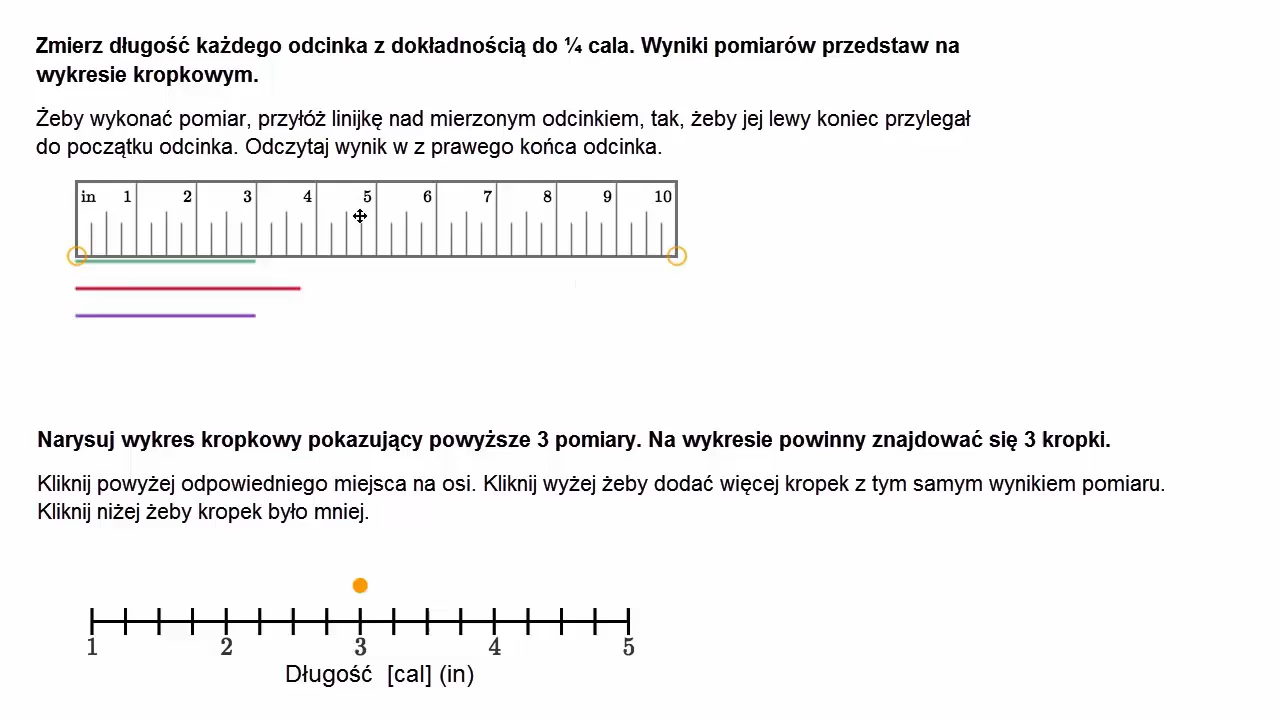 Zmierz długość każdego odcinka z dokładnością do ¼ cala. Wyniki pomiarów przedstaw na
wykresie kropkowym.
Żeby wykonać pomiar, przyłóż linijkę nad mierzonym odcinkiem, tak, żeby jej lewy koniec przylegał
do początku odcinka. Odczytaj wynik w z prawego końca odcinka.
in 1 2 3 4 5 6 7 8 9 10
Narysuj wykres kropkowy pokazujący powyższe 3 pomiary. Na wykresie powinny znajdować się 3 kropki.
Kliknij powyżej odpowiedniego miejsca na osi. Kliknij wyżej żeby dodać więcej kropek z tym samym wynikiem pomiaru.
Kliknij niżej żeby kropek było mniej.
1 2 3 4 5
Długość [cal] (in)